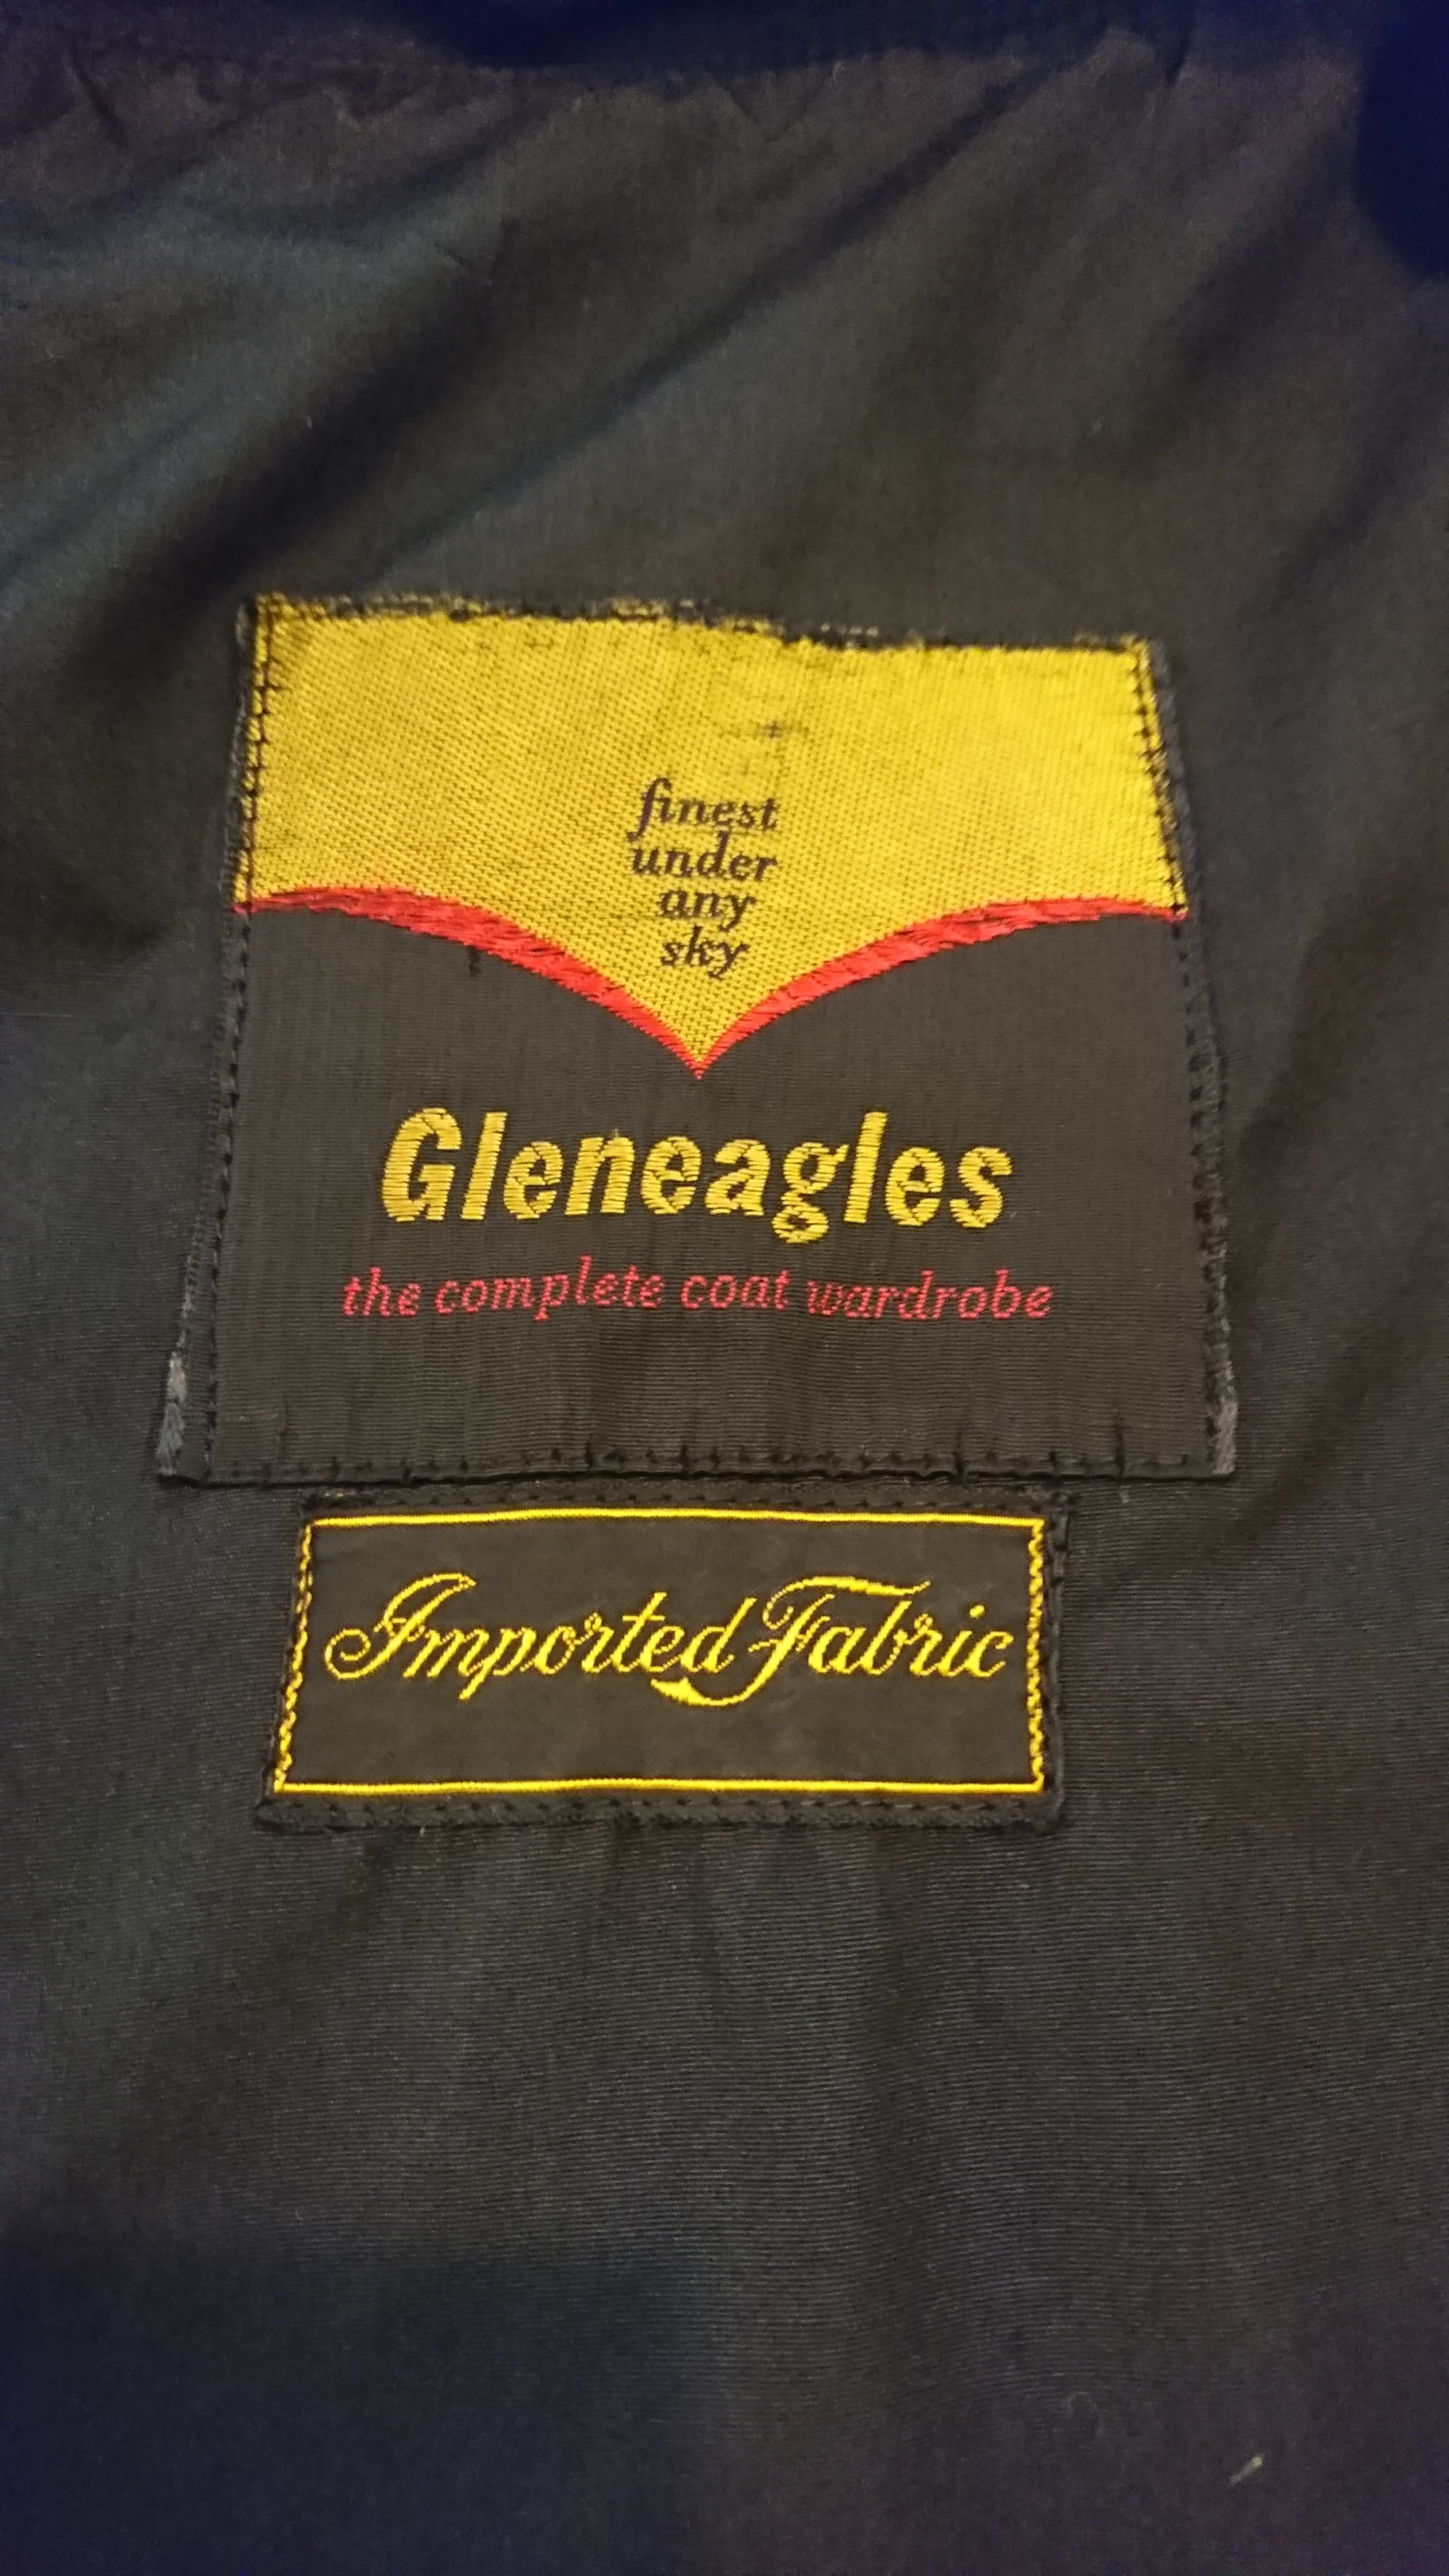 finest
under
any
sky
Gleneagles
the complete coat wardrobe
Imported Fabric